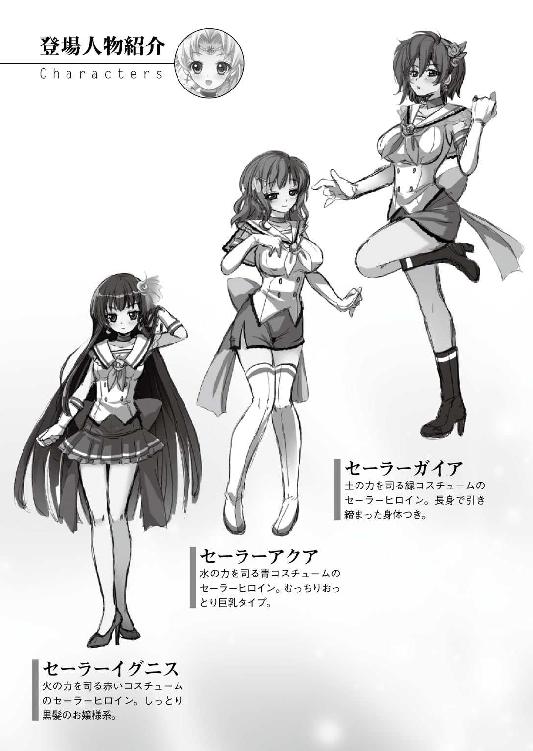 登場人物紹介
Characters
セーラーガイア
土の力を司る緑コスチュームの
セーラーヒロイン。長身で引き
締まった身体つき。
セーラーアクア
水の力を司る青コスチュームの
セーラーヒロイン。むっちりおっ
とり巨乳タイプ。
セーラーイグニス
火の力を司る赤いコスチューム
のセーラーヒロイン。しっとり
黒髪のお嬢様系。